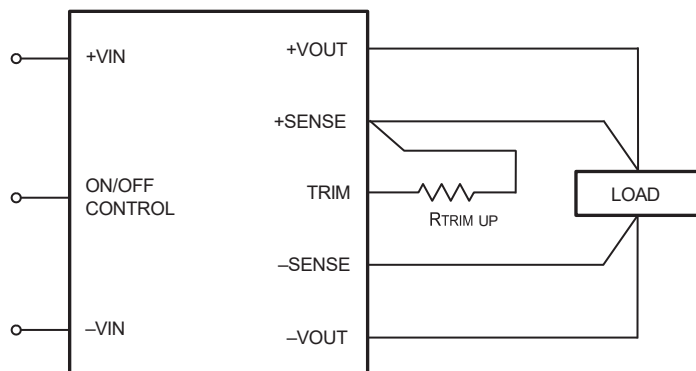 +VIN
+VOUT
+SENSE
ON/OFF
CONTROL
TRIM
RTRIM UP
LOAD
–SENSE
–VIN
–VOUT